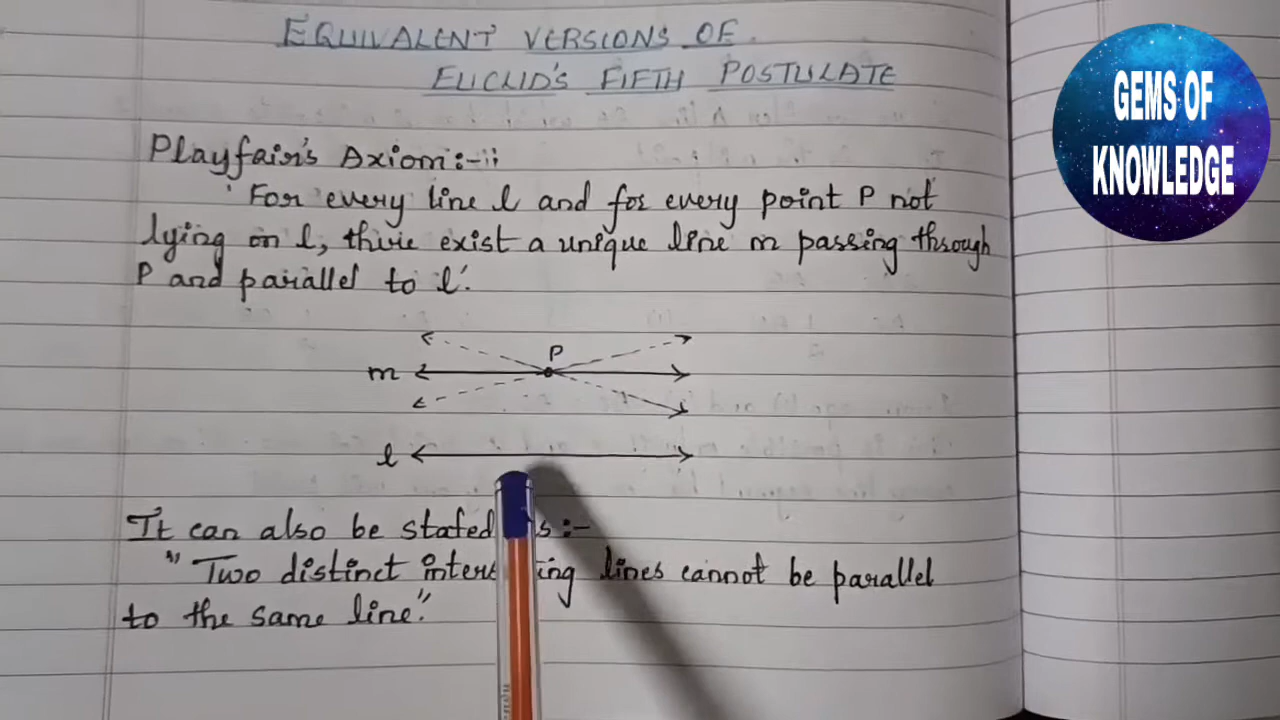 EQUIVALENT VERSIONS OF
EUCLID'S FIFTH POSTULATE
GEMS OF
KNOWLEDGE
Playfair's Axiom:-
'For every line l and for every point P not
lying on l, there exist a unique line m passing through
P and parallel to l'.
P
m
l
It can also be stated :-
"Two distinct lines cannot be parallel
to the same line".